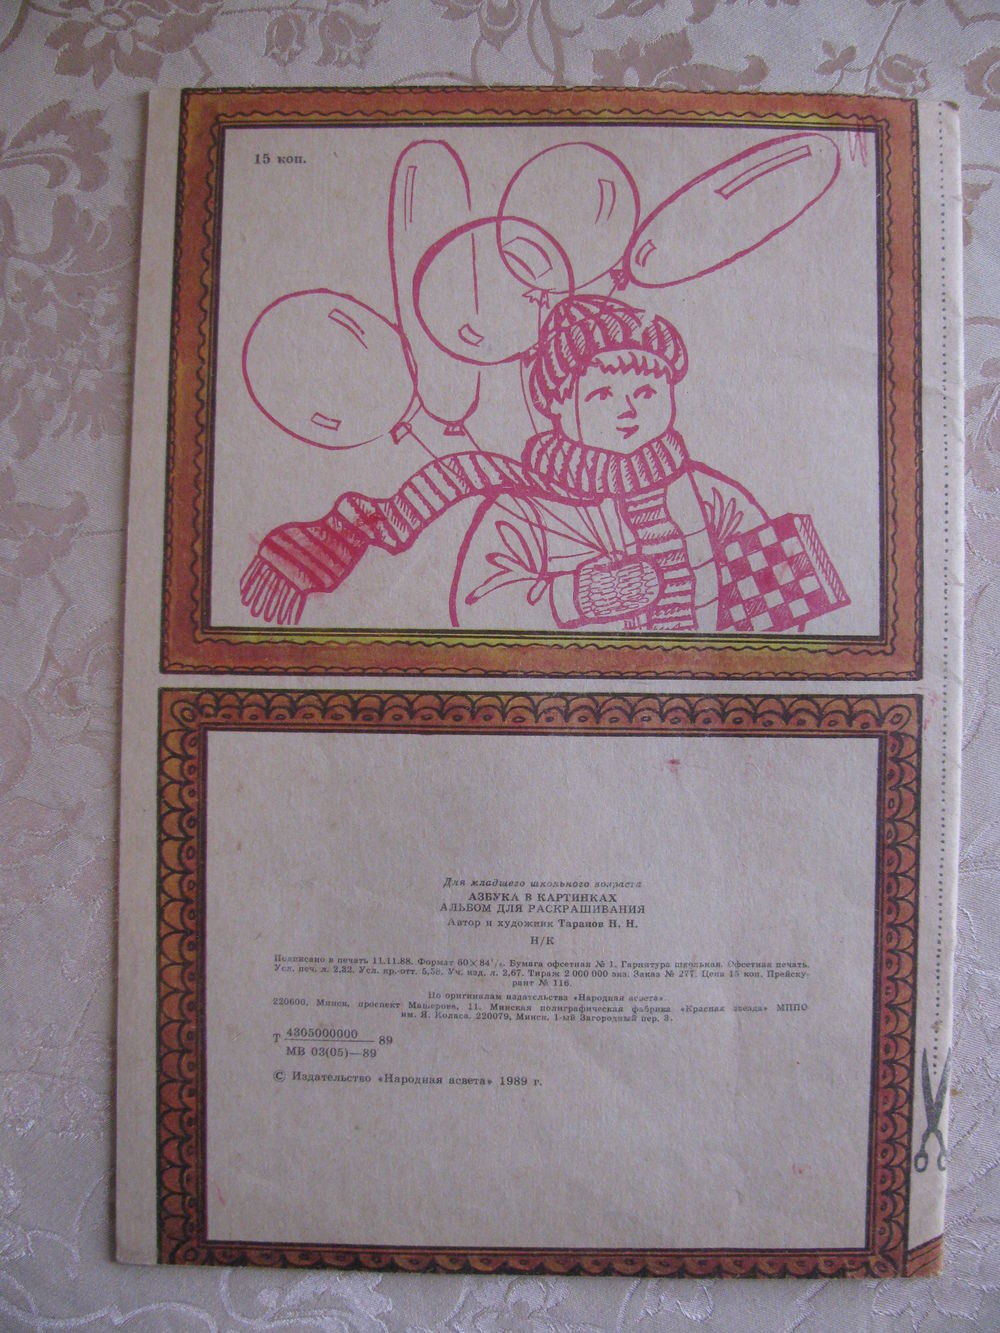 15 коп.
Для младшего школьного возраста
АЗБУКА В КАРТИНКАХ
АЛЬБОМ ДЛЯ РАСКРАШИВАНИЯ
Автор и художник Таранов Н. Н.
Н/К
Подписано в печать 11.11.88. Формат 60×84¹/₈. Бумага офсетная № 1. Гарнитура школьная. Офсетная печать.
Усл. печ. л. 2,32. Усл. кр.-отт. 5,58. Уч. изд. л. 2,67. Тираж 2 000 000 экз. Заказ № 277. Цена 15 коп. Прейску-
рант № 116.
По оригиналам издательства «Народная асвета».
220600, Минск, проспект Машерова, 11. Минская полиграфическая фабрика «Красная звезда» МППО
им. Я. Коласа. 220079, Минск, 1-ый Загородный пер. 3.
Т 4305000000 89
МВ 03(05)—89
© Издательство «Народная асвета» 1989 г.